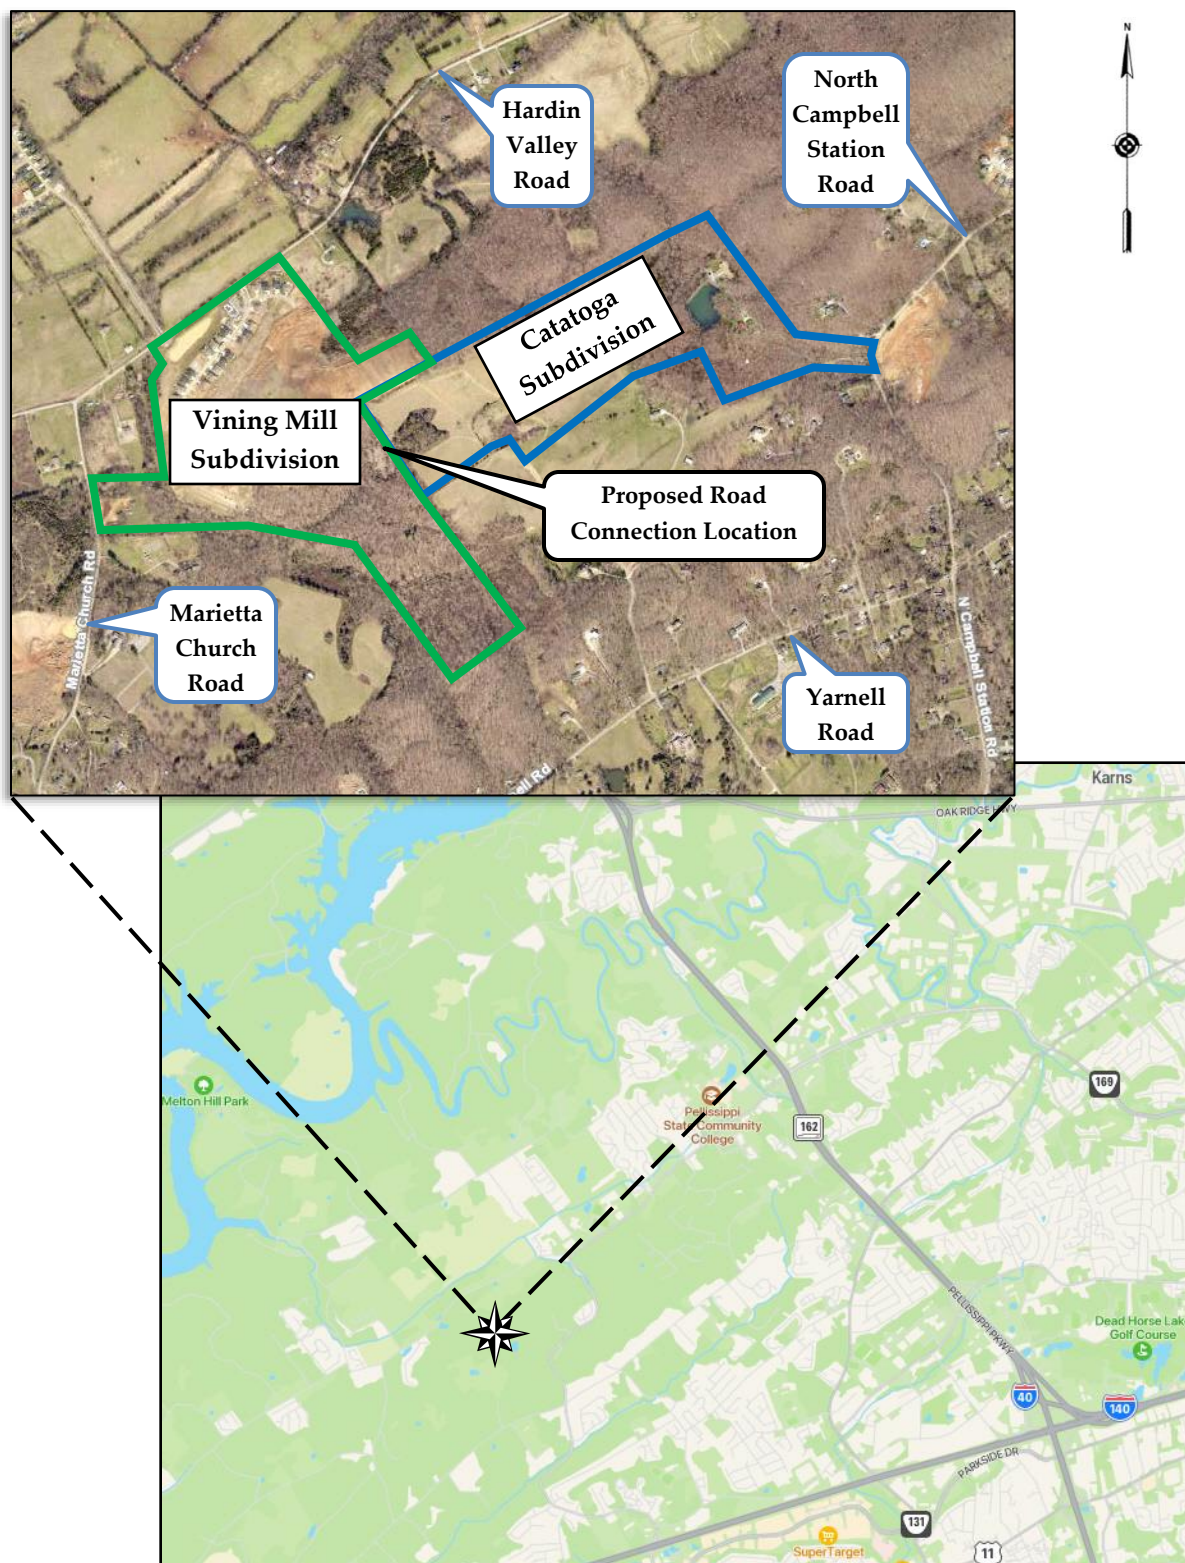 N
Hardin
Valley
Road
North
Campbell
Station
Road
Catatoga
Subdivision
Vining Mill
Subdivision
Proposed Road
Connection Location
Marietta Church Rd
Marietta
Church
Road
N Campbell Station Rd
Yarnell
Road
ell Rd
Karns
OAK RIDGE HWY
Melton Hill Park
Pellissippi
State Community
College
169
162
PELLISSIPPI PKWY
Dead Horse Lake
Golf Course
40
140
PARKSIDE DR
131
SuperTarget
11